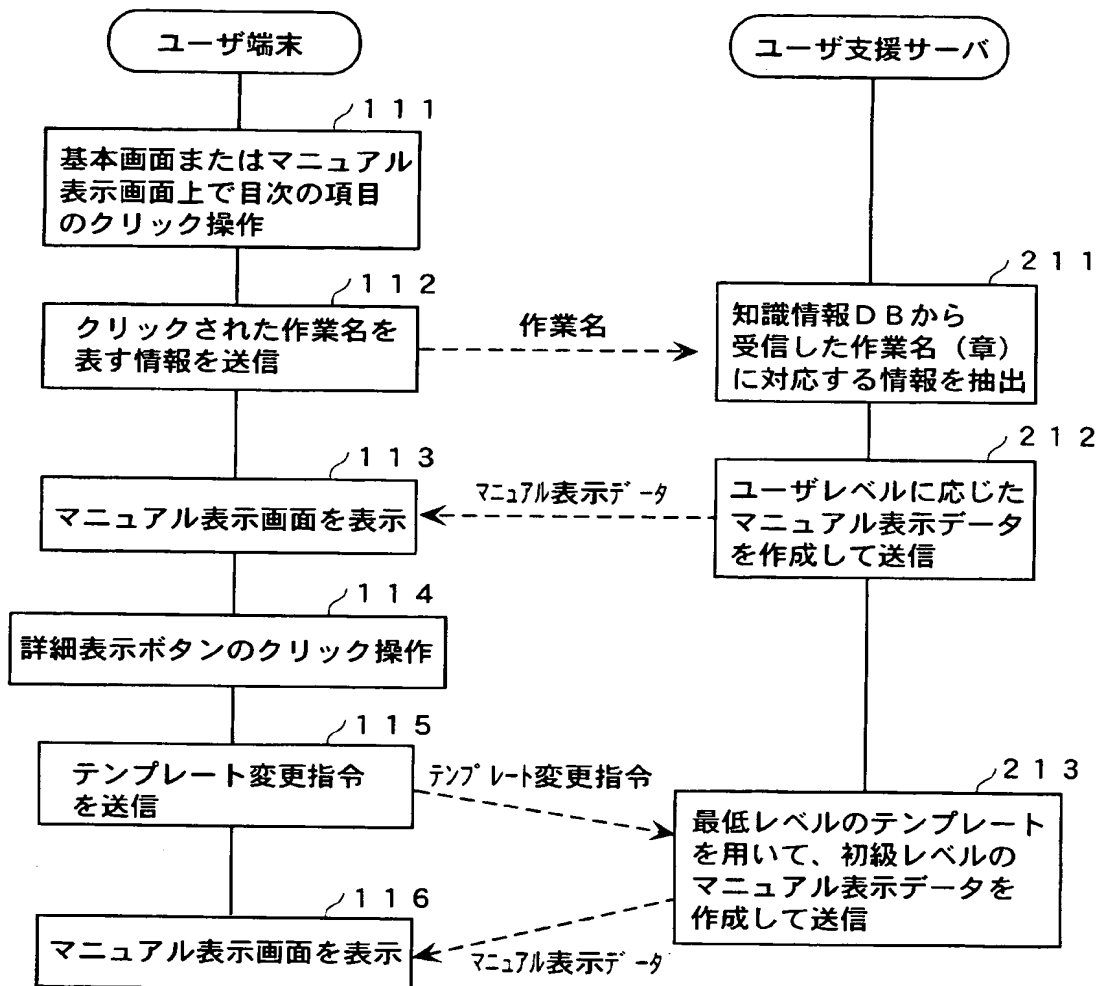 ユーザ端末
ユーザ支援サーバ
111
基本画面またはマニュアル
表示画面上で目次の項目
のクリック操作
112
クリックされた作業名を
表す情報を送信
作業名
211
知識情報DBから
受信した作業名（章）
に対応する情報を抽出
113
マニュアル表示画面を表示
マニュアル表示データ
212
ユーザレベルに応じた
マニュアル表示データ
を作成して送信
114
詳細表示ボタンのクリック操作
115
テンプレート変更指令
を送信
テンプレート変更指令
213
最低レベルのテンプレート
を用いて、初級レベルの
マニュアル表示データを
作成して送信
116
マニュアル表示画面を表示
マニュアル表示データ